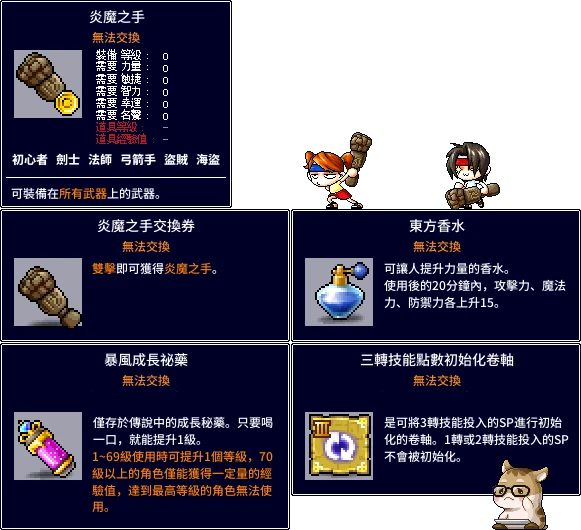 炎魔之手
無法交換
裝備 等級 : 0
需要 力量 : 0
需要 敏捷 : 0
需要 智力 : 0
需要 幸運 : 0
需要 名聲 : 0
道具等級 : -
道具經驗值 : -
初心者 劍士 法師 弓箭手 盜賊 海盜
可裝備在所有武器上的武器。
炎魔之手交換券
無法交換
雙擊即可獲得炎魔之手。
東方香水
無法交換
可讓人提升力量的香水。
使用後的20分鐘內，攻擊力、魔法
力、防禦力各上升15。
暴風成長祕藥
無法交換
僅存於傳說中的成長秘藥。只要喝
一口，就能提升1級。
1~69級使用時可提升1個等級，70
級以上的角色僅能獲得一定量的經
驗值，達到最高等級的角色無法使
用。
三轉技能點數初始化卷軸
無法交換
III
是可將3轉技能投入的SP進行初始
化的卷軸。1轉或2轉技能投入的SP
不會被初始化。